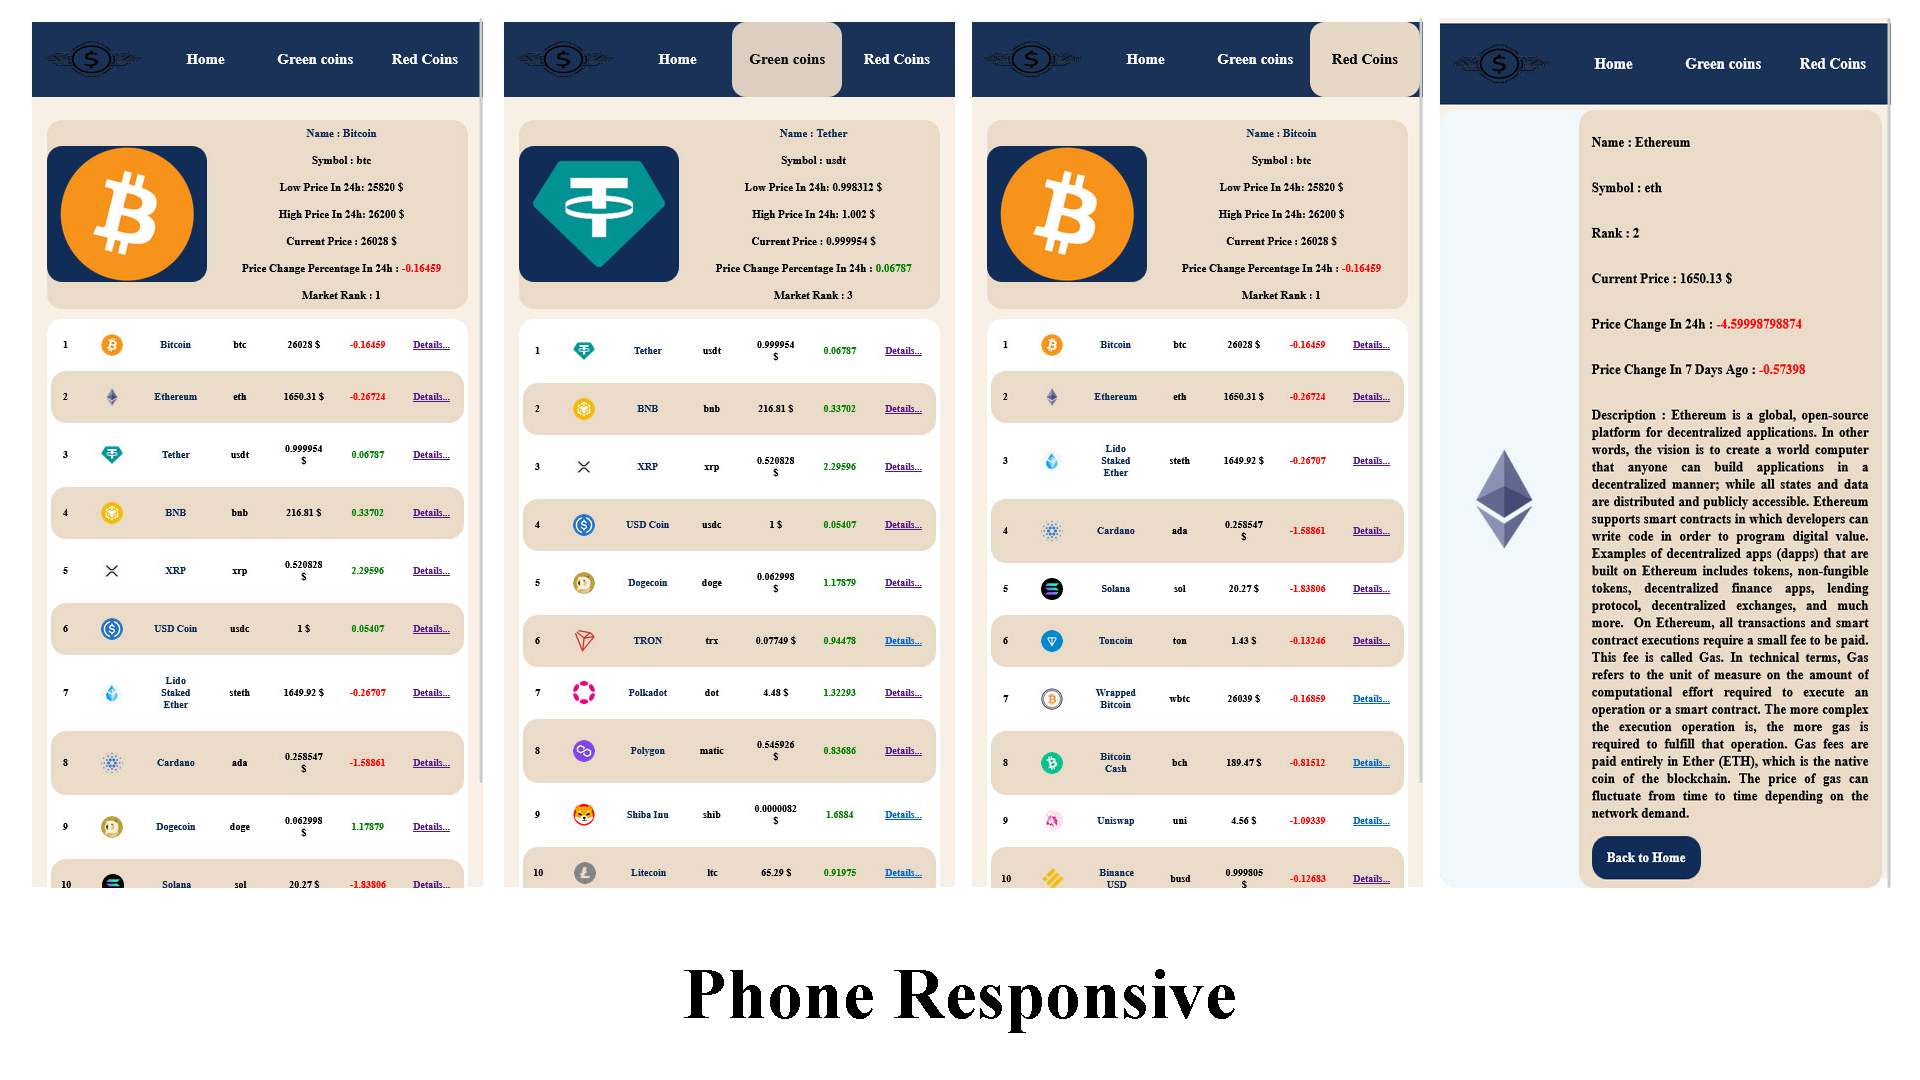 Home Green coins Red Coins
Name : Bitcoin
Symbol : btc
Low Price In 24h: 25820 $
High Price In 24h: 26200 $
Current Price : 26028 $
Price Change Percentage In 24h : -0.16459
Market Rank : 1
1 Bitcoin btc 26028 $ -0.16459 Details...
2 Ethereum eth 1650.31 $ -0.26724 Details...
3 Tether usdt 0.999954 $ 0.06787 Details...
4 BNB bnb 216.81 $ 0.33702 Details...
5 XRP xrp 0.520828 $ 2.29596 Details...
6 USD Coin usdc 1 $ 0.05407 Details...
7 Lido Staked Ether steth 1649.92 $ -0.26707 Details...
8 Cardano ada 0.258547 $ -1.58861 Details...
9 Dogecoin doge 0.062998 $ 1.17879 Details...
10 Solana sol 20.27 $ -1.83806 Details...
Home Green coins Red Coins
Name : Tether
Symbol : usdt
Low Price In 24h: 0.998312 $
High Price In 24h: 1.002 $
Current Price : 0.999954 $
Price Change Percentage In 24h : 0.06787
Market Rank : 3
1 Tether usdt 0.999954 $ 0.06787 Details...
2 BNB bnb 216.81 $ 0.33702 Details...
3 XRP xrp 0.520828 $ 2.29596 Details...
4 USD Coin usdc 1 $ 0.05407 Details...
5 Dogecoin doge 0.062998 $ 1.17879 Details...
6 TRON trx 0.07749 $ 0.94478 Details...
7 Polkadot dot 4.48 $ 1.32293 Details...
8 Polygon matic 0.545926 $ 0.83686 Details...
9 Shiba Inu shib 0.0000082 $ 1.6884 Details...
10 Litecoin ltc 65.29 $ 0.91975 Details...
Home Green coins Red Coins
Name : Bitcoin
Symbol : btc
Low Price In 24h: 25820 $
High Price In 24h: 26200 $
Current Price : 26028 $
Price Change Percentage In 24h : -0.16459
Market Rank : 1
1 Bitcoin btc 26028 $ -0.16459 Details...
2 Ethereum eth 1650.31 $ -0.26724 Details...
3 Lido Staked Ether steth 1649.92 $ -0.26707 Details...
4 Cardano ada 0.258547 $ -1.58861 Details...
5 Solana sol 20.27 $ -1.83806 Details...
6 Toncoin ton 1.43 $ -0.13246 Details...
7 Wrapped Bitcoin wbtc 26039 $ -0.16859 Details...
8 Bitcoin Cash bch 189.47 $ -0.81512 Details...
9 Uniswap uni 4.56 $ -1.09339 Details...
10 Binance USD busd 0.999805 $ -0.12683 Details...
Home Green coins Red Coins
Name : Ethereum
Symbol : eth
Rank : 2
Current Price : 1650.13 $
Price Change In 24h : -4.59998798874
Price Change In 7 Days Ago : -0.57398
Description : Ethereum is a global, open-source
platform for decentralized applications. In other
words, the vision is to create a world computer
that anyone can build applications in a
decentralized manner; while all states and data
are distributed and publicly accessible. Ethereum
supports smart contracts in which developers can
write code in order to program digital value.
Examples of decentralized apps (dapps) that are
built on Ethereum includes tokens, non-fungible
tokens, decentralized finance apps, lending
protocol, decentralized exchanges, and much
more. On Ethereum, all transactions and smart
contract executions require a small fee to be paid.
This fee is called Gas. In technical terms, Gas
refers to the unit of measure on the amount of
computational effort required to execute an
operation or a smart contract. The more complex
the execution operation is, the more gas is
required to fulfill that operation. Gas fees are
paid entirely in Ether (ETH), which is the native
coin of the blockchain. The price of gas can
fluctuate from time to time depending on the
network demand.
Back to Home
Phone Responsive